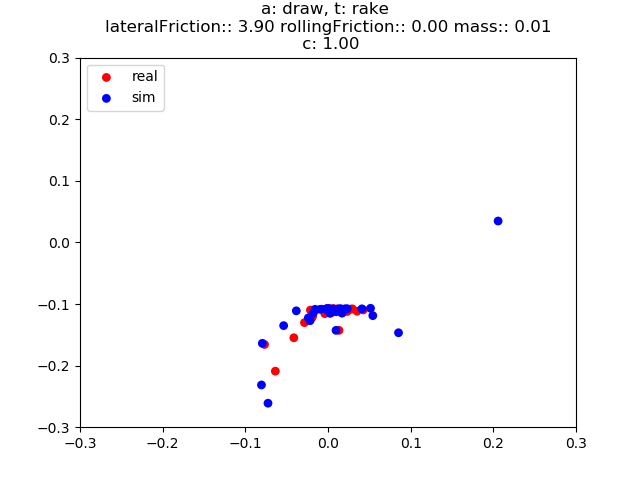 a: draw, t: rake
lateralFriction:: 3.90 rollingFriction:: 0.00 mass:: 0.01
c: 1.00
real
sim
0.3
0.2
0.1
0.0
−0.1
−0.2
−0.3
−0.3 −0.2 −0.1 0.0 0.1 0.2 0.3